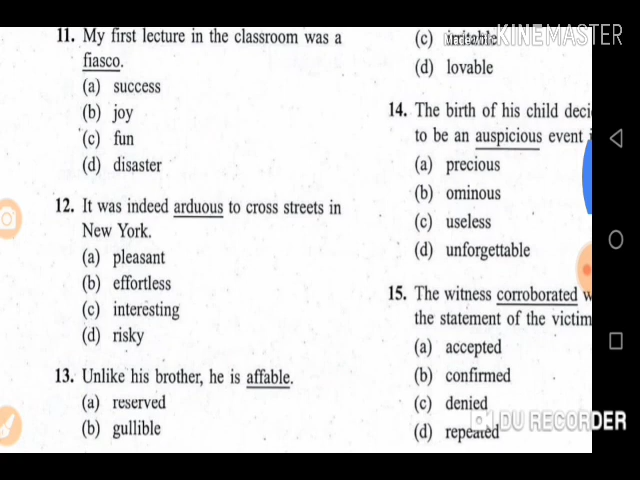 11. My first lecture in the classroom was a
fiasco.
(a) success
(b) joy
(c) fun
(d) disaster
12. It was indeed arduous to cross streets in
New York.
(a) pleasant
(b) effortless
(c) interesting
(d) risky
13. Unlike his brother, he is affable.
(a) reserved
(b) gullible
(c) irritable
(d) lovable
14. The birth of his child
to be an auspicious event
(a) precious
(b) ominous
(c) useless
(d) unforgettable
15. The witness corroborated
the statement of the victim
(a) accepted
(b) confirmed
(c) denied
(d) repeated
KINEMASTER
DU RECORDER